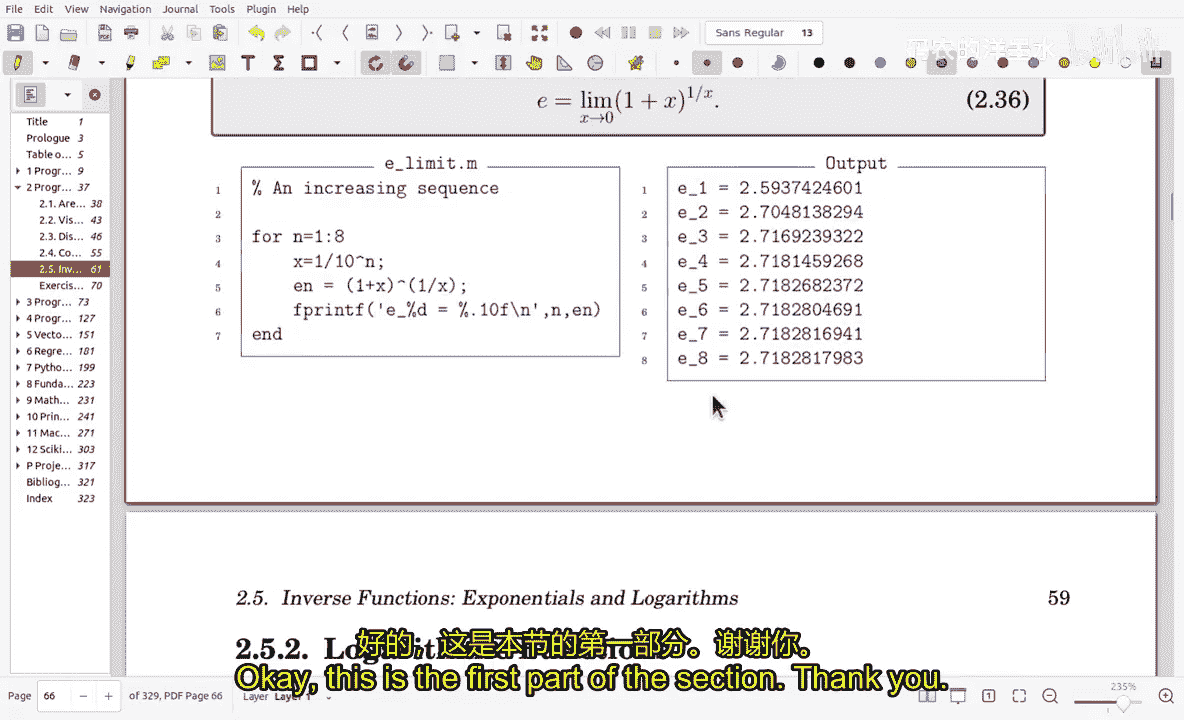 File Edit View Navigation Journal Tools Plugin Help
Sans Regular 13
Title 1
Prologue 3
Table o... 5
1 Progr... 9
2 Progr... 37
2.1. Are... 38
2.2. Vis... 43
2.3. Dis... 46
2.4. Co... 55
2.5. Inv... 61
Exercis... 70
3 Progr... 73
4 Progr... 127
5 Vecto... 151
6 Regre... 181
7 Pytho... 199
8 Funda... 223
9 Math... 231
10 Prin... 241
11 Mac... 271
12 Sciki... 303
P Proje... 317
Bibliog... 321
Index 323
e = lim x→0 (1 + x)^{1/x}. (2.36)
e_limit.m
1 % An increasing sequence
2
3 for n=1:8
4 x=1/10^n;
5 en = (1+x)^(1/x);
6 fprintf('e_%d = %.10f\n',n,en)
7 end
Output
1 e_1 = 2.5937424601
2 e_2 = 2.7048138294
3 e_3 = 2.7169239322
4 e_4 = 2.7181459268
5 e_5 = 2.7182682372
6 e_6 = 2.7182804691
7 e_7 = 2.7182816941
8 e_8 = 2.7182817983
2.5. Inverse Functions: Exponentials and Logarithms 59
2.5.2.
好的，这是本节的第一部分。谢谢你。
Okay, this is the first part of the section. Thank you.
Page 66 − + of 329, PDF Page 66 Layer Layer 1
235%